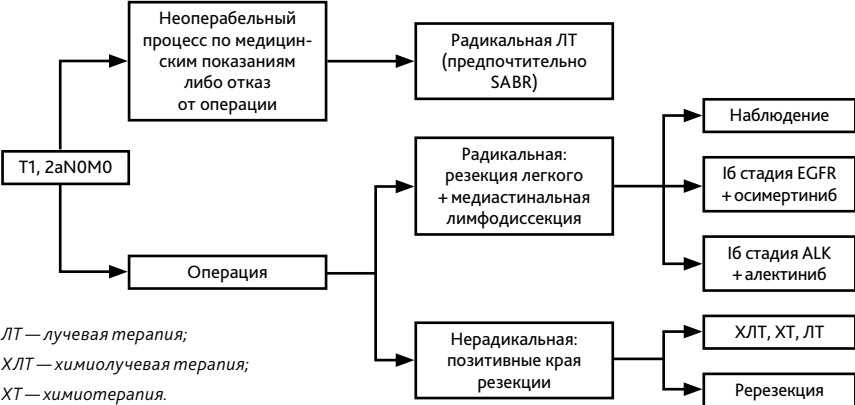 Неоперабельный
процесс по медицин-
ским показаниям
либо отказ
от операции
Радикальная ЛТ
(предпочтительно
SABR)
T1, 2aN0M0
Операция
Радикальная:
резекция легкого
+ медиастинальная
лимфодиссекция
Наблюдение
Iб стадия EGFR
+ осимертиниб
Iб стадия ALK
+ алектиниб
Нерадикальная:
позитивные края
резекции
ХЛТ, ХТ, ЛТ
Ререзекция
ЛТ — лучевая терапия;
ХЛТ — химиолучевая терапия;
ХТ — химиотерапия.